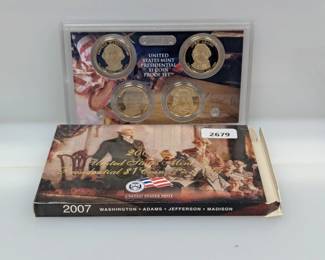 UNITED
STATES MINT
PRESIDENTIAL
$1 COIN
PROOF SET
2679
20
United States Mint
Presidential $1 Coin
UNITED STATES MINT
2007 WASHINGTON • ADAMS • JEFFERSON • MADISON